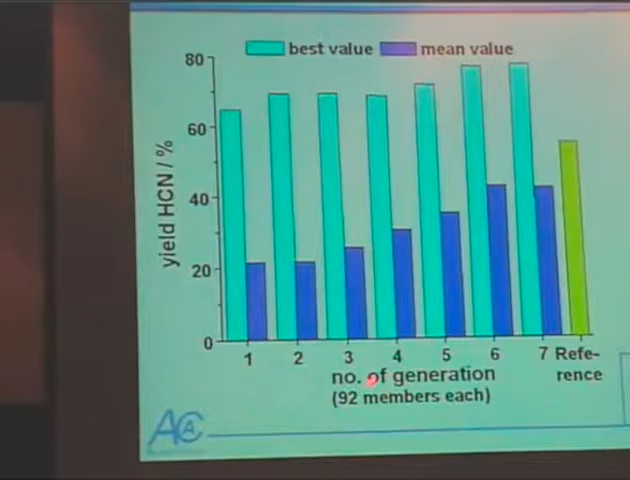 best value mean value
80
60
40
20
0
yield HCN / %
1 2 3 4 5 6 7 Refe-
rence
no. of generation
(92 members each)
AC